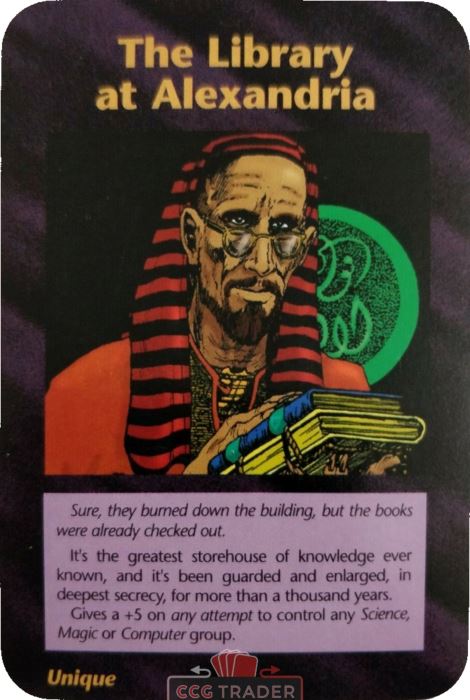 The Library
at Alexandria
Sure, they burned down the building, but the books
were already checked out.
It's the greatest storehouse of knowledge ever
known, and it's been guarded and enlarged, in
deepest secrecy, for more than a thousand years.
Gives a +5 on any attempt to control any Science,
Magic or Computer group.
Unique
CCG TRADER